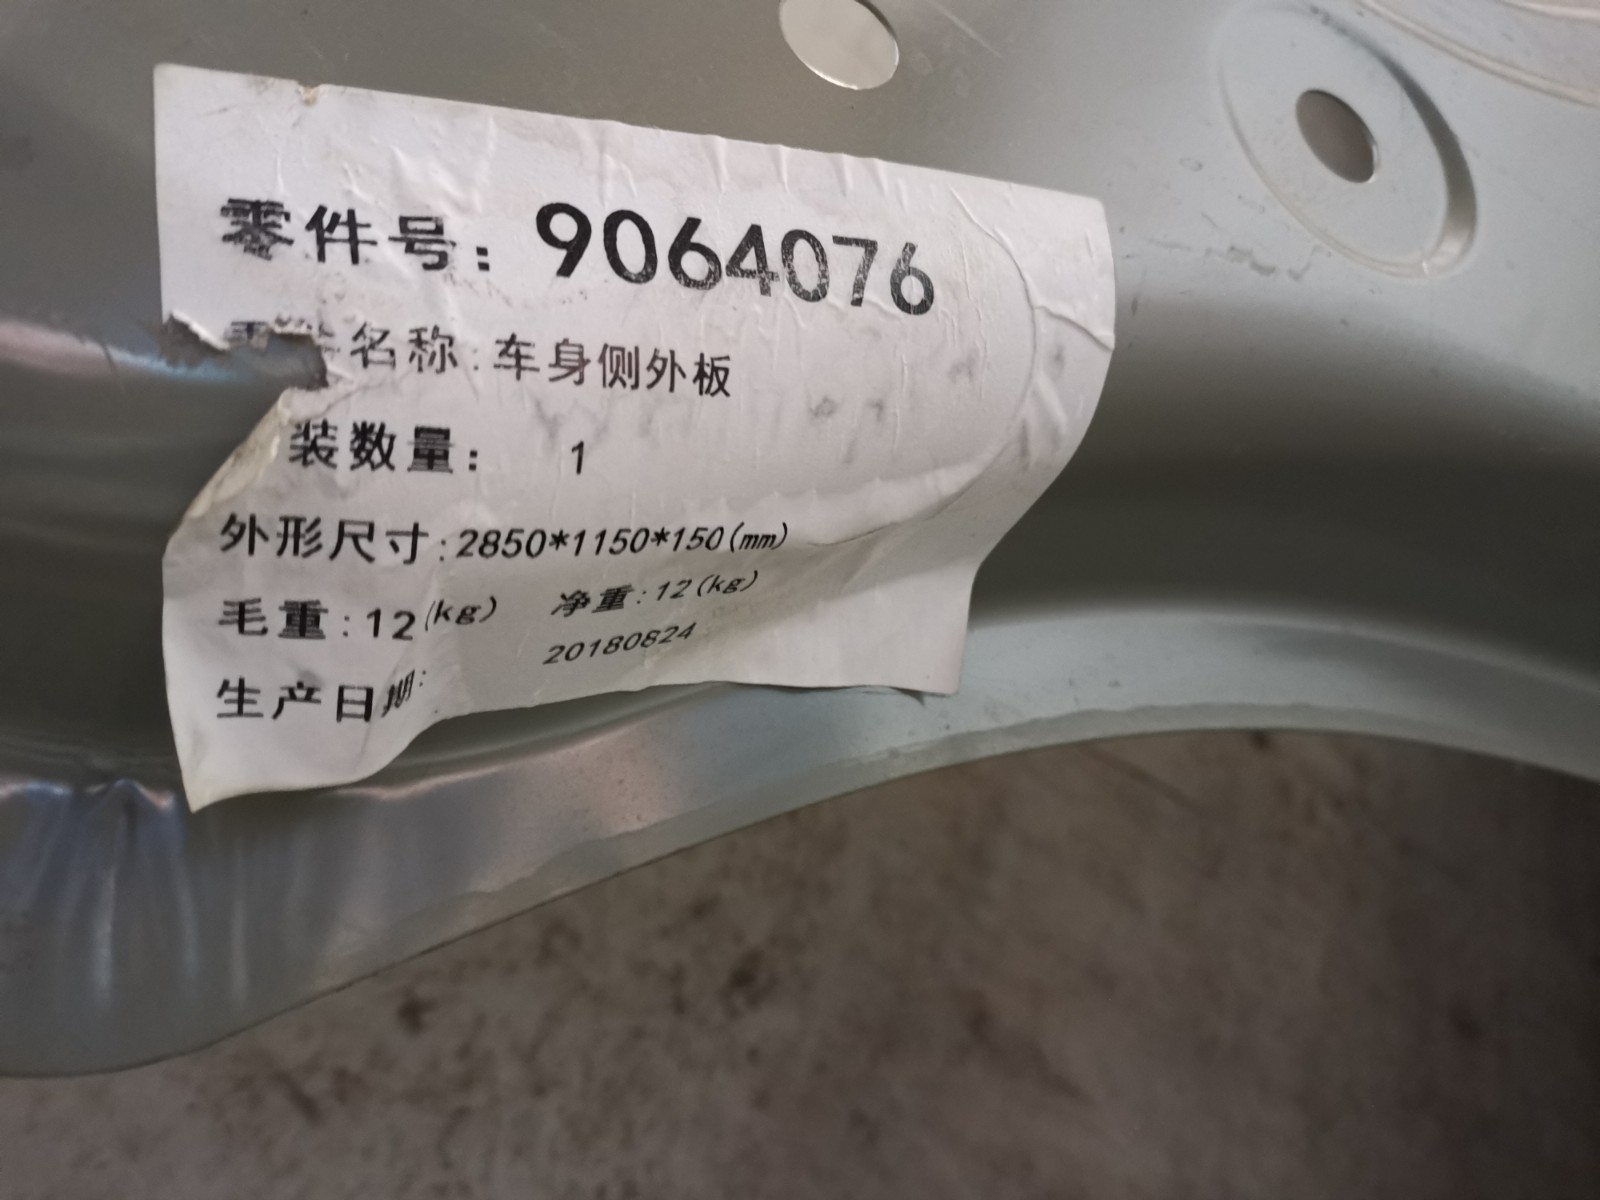 零件号: 9064076
名称: 车身侧外板
装数量: 1
外形尺寸: 2850*1150*150(mm)
毛重: 12(kg) 净重: 12(kg)
生产日期: 20180824